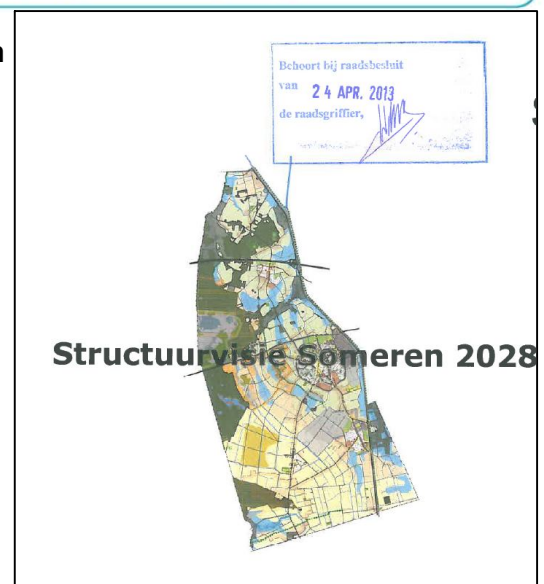 Behoort bij raadsbesluit
van 24 APR. 2013
de raadsgriffier,
Structuurvisie Someren 2028